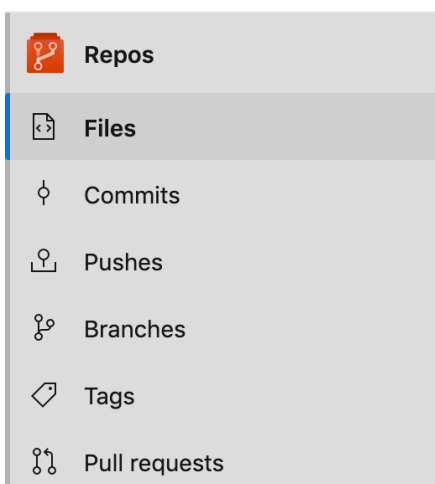 Repos
Files
Commits
Pushes
Branches
Tags
Pull requests